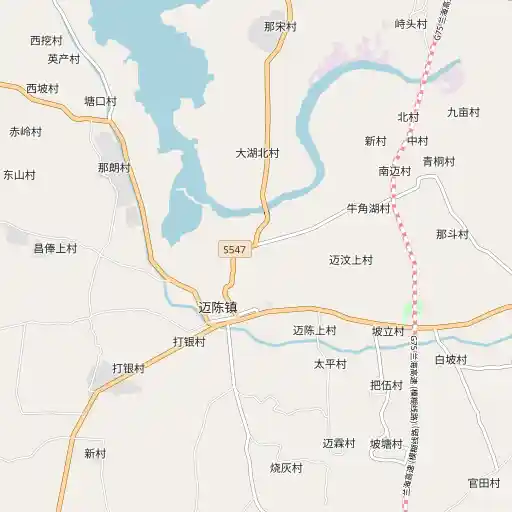 那宋村
峙头村
西挖村
英产村
G75兰海高速
西坡村
塘口村
九亩村
北村
赤岭村
新村
中村
大湖北村
青桐村
那朗村
南迈村
东山村
牛角湖村
那斗村
昌俸上村
S547
迈汶上村
迈陈镇
迈陈上村
坡立村
打银村
白坡村
太平村
打银村
把伍村
迈霖村
坡塘村
新村
烧灰村
官田村